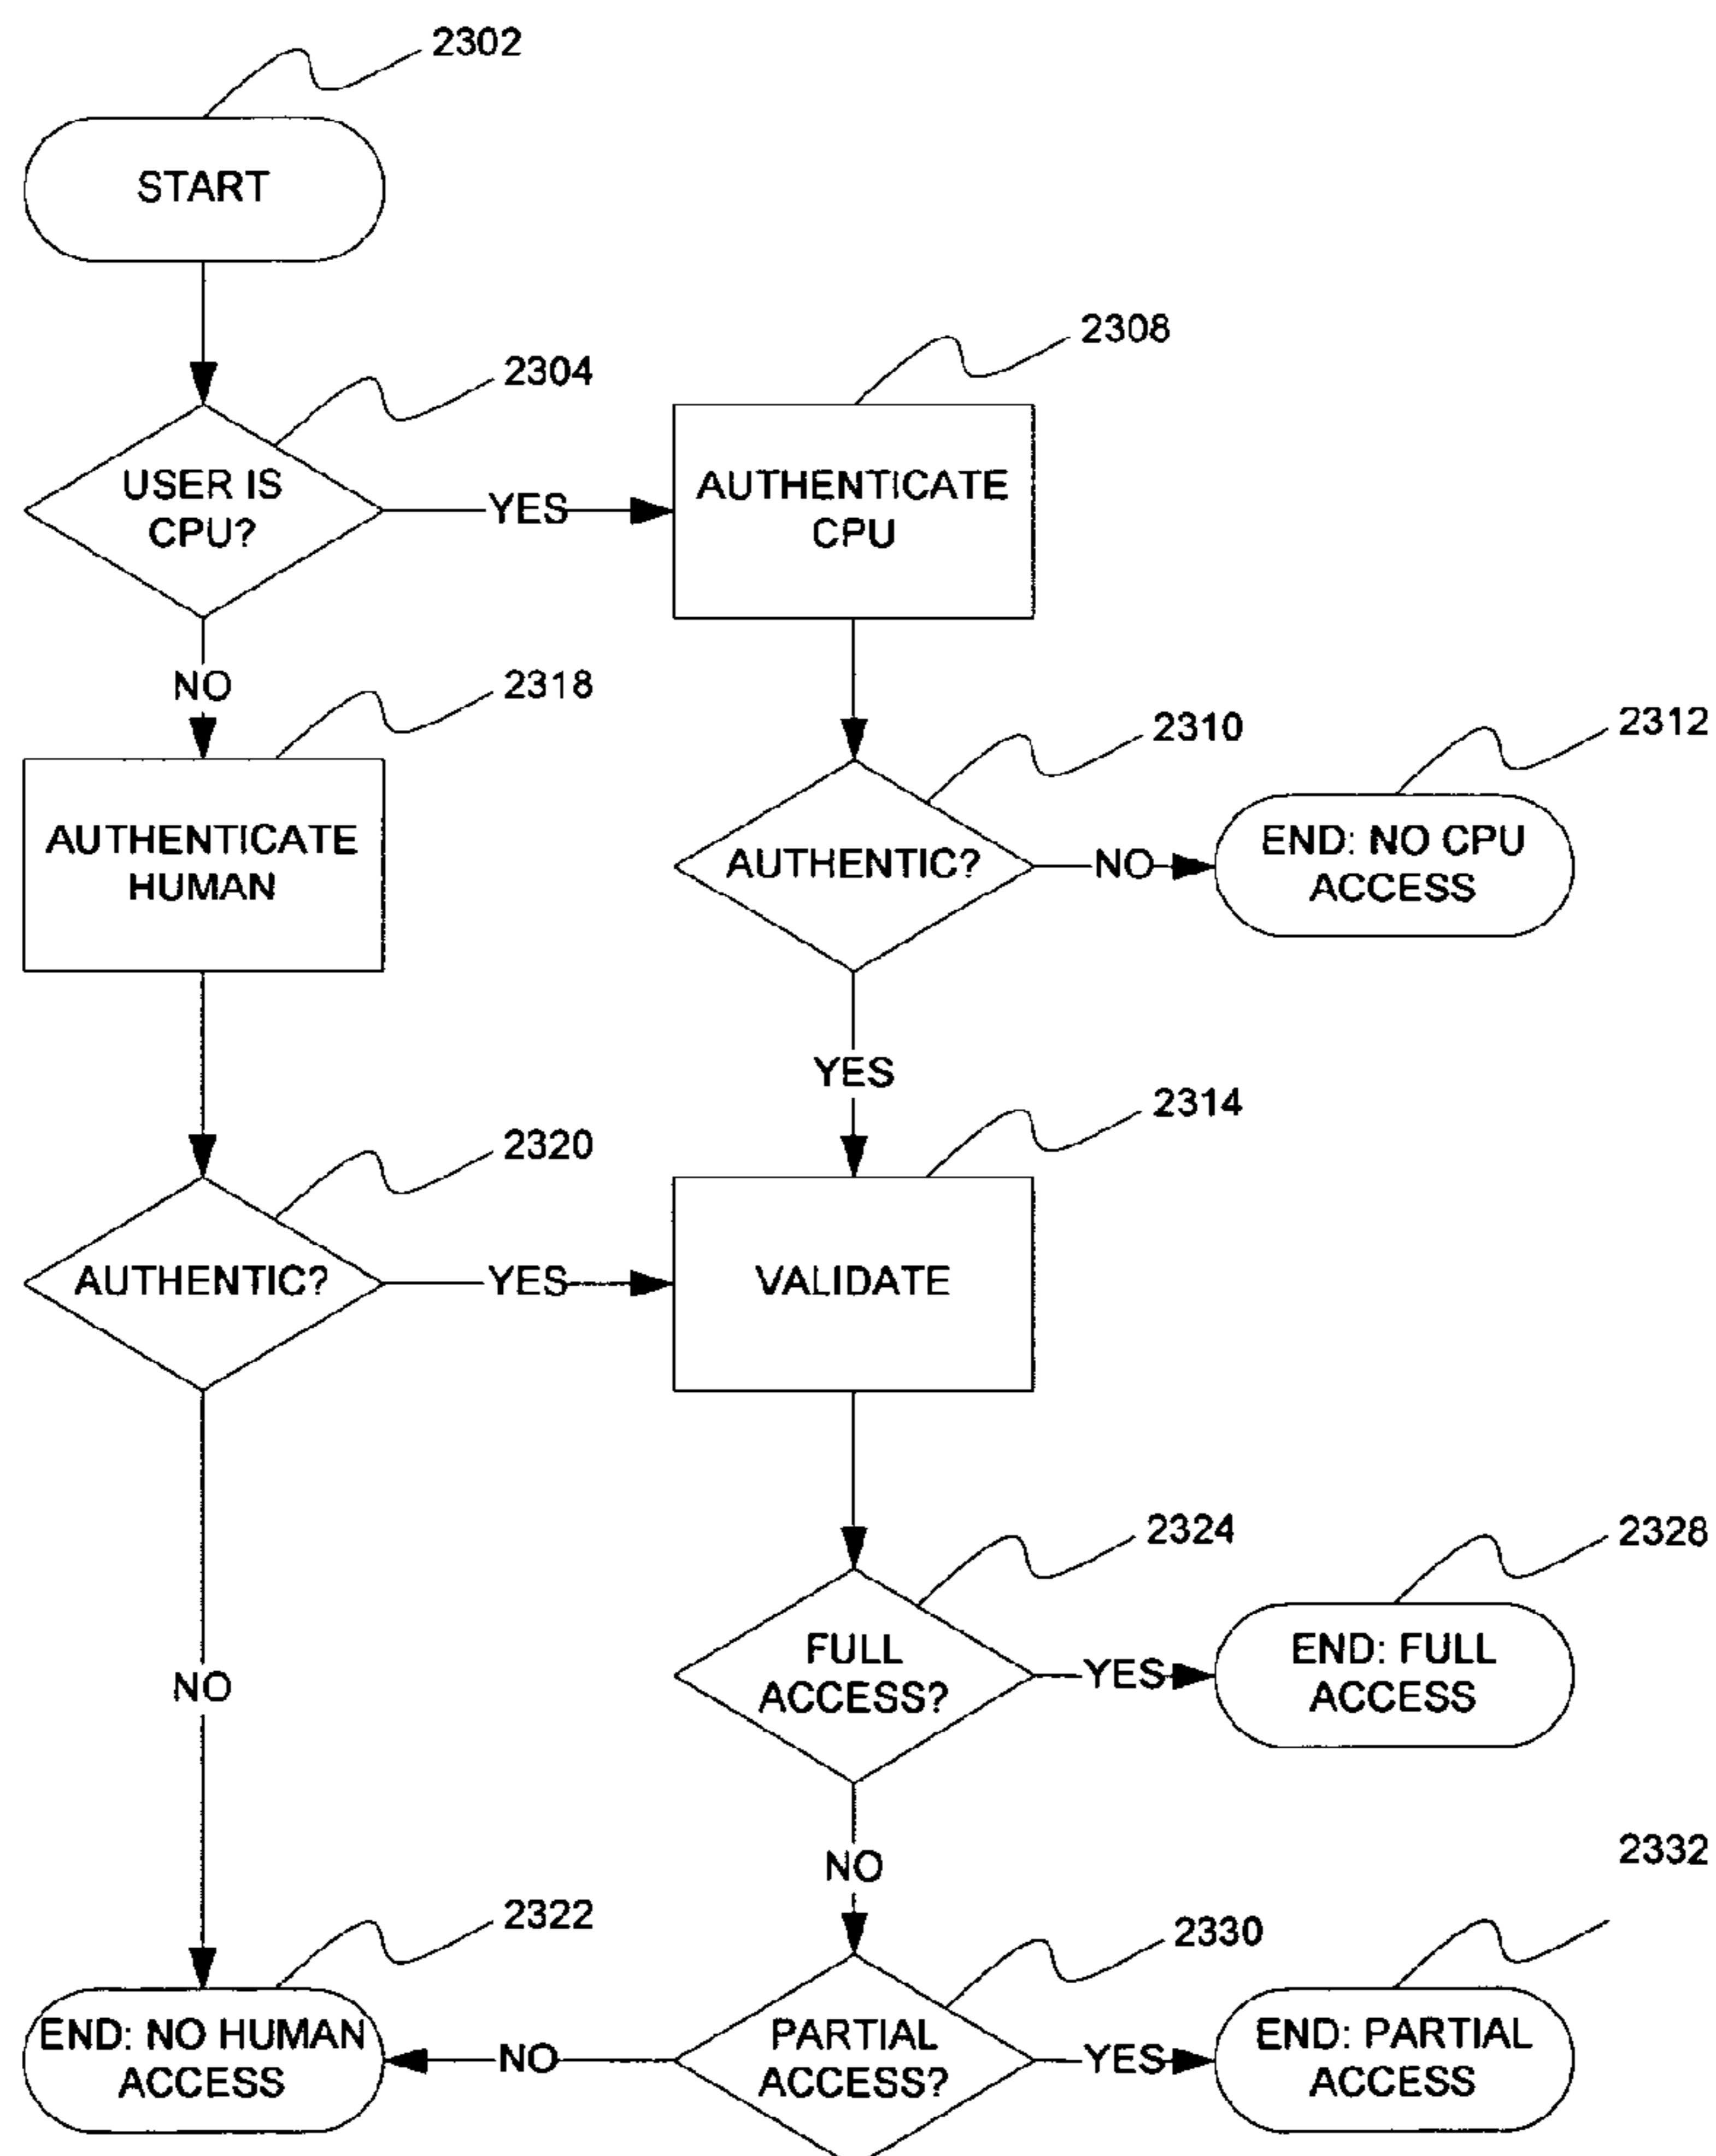 2302
START
2304
2308
USER IS
CPU?
YES
AUTHENTICATE
CPU
NO
2318
2310
2312
AUTHENTICATE
HUMAN
AUTHENTIC?
NO
END: NO CPU
ACCESS
YES
2314
2320
AUTHENTIC?
YES
VALIDATE
2324
2328
FULL
ACCESS?
YES
END: FULL
ACCESS
NO
NO
2332
2322
2330
END: NO HUMAN
ACCESS
NO
PARTIAL
ACCESS?
YES
END: PARTIAL
ACCESS